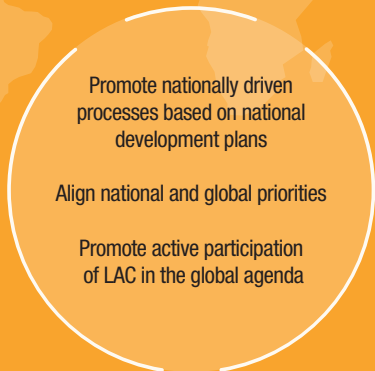 Promote nationally driven
processes based on national
development plans
Align national and global priorities
Promote active participation
of LAC in the global agenda